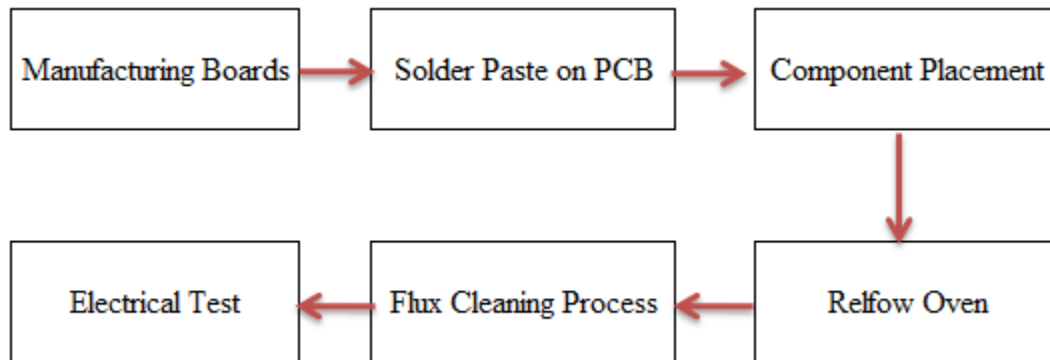 Manufacturing Boards
Solder Paste on PCB
Component Placement
Relfow Oven
Flux Cleaning Process
Electrical Test